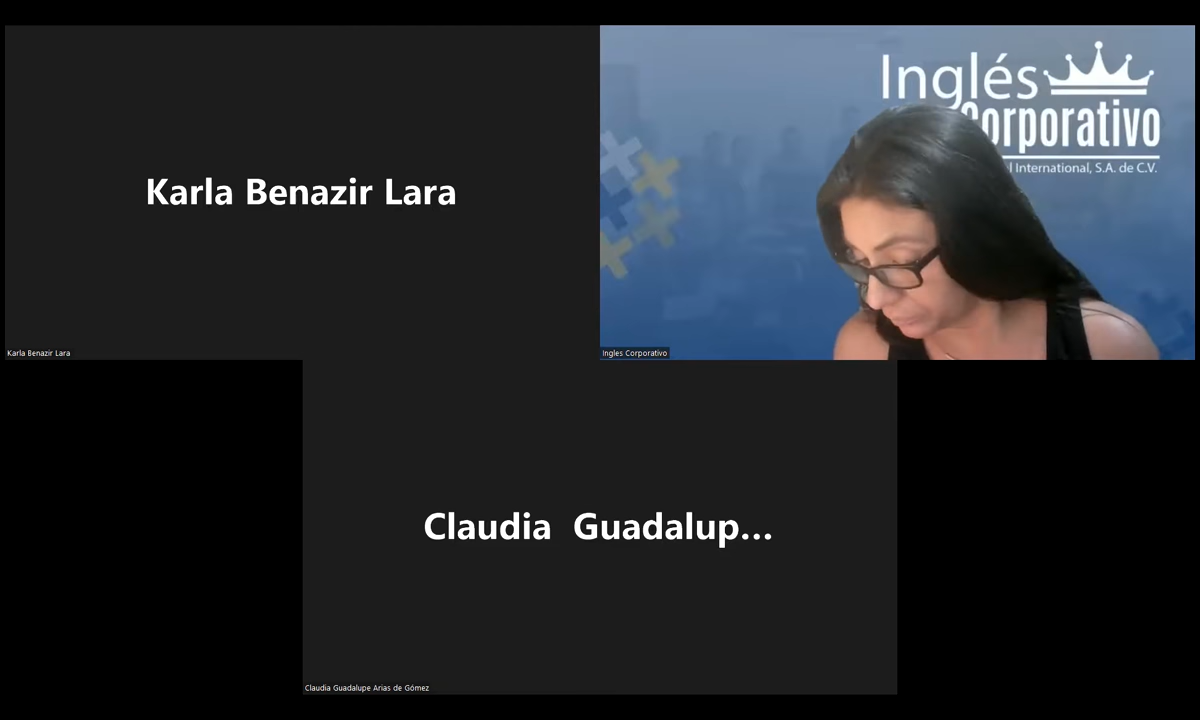 Karla Benazir Lara
Karla Benazir Lara
Inglés
Corporativo
l International, S.A. de C.V.
Ingles Corporativo
Claudia Guadalup...
Claudia Guadalupe Arias de Gómez